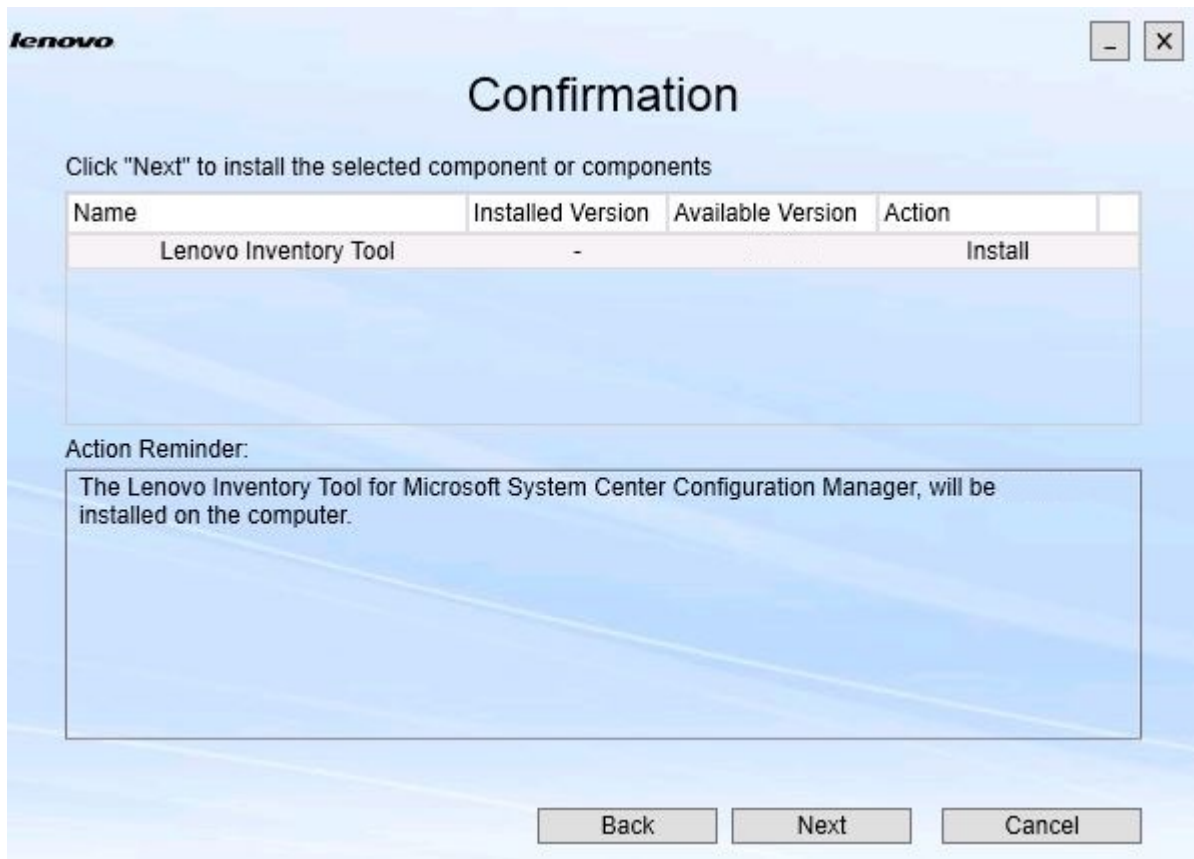 lenovo
_ X
Confirmation
Click "Next" to install the selected component or components
Name Installed Version Available Version Action
Lenovo Inventory Tool - Install
Action Reminder:
The Lenovo Inventory Tool for Microsoft System Center Configuration Manager, will be
installed on the computer.
Back Next Cancel